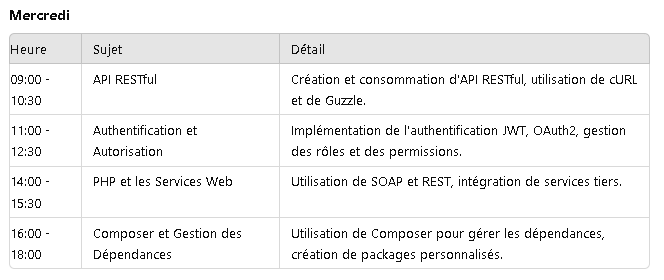 Mercredi
Heure Sujet Détail
09:00 - API RESTful Création et consommation d'API RESTful, utilisation de cURL
10:30 et de Guzzle.
11:00 - Authentification et Implémentation de l'authentification JWT, OAuth2, gestion
12:30 Autorisation des rôles et des permissions.
14:00 - PHP et les Services Web Utilisation de SOAP et REST, intégration de services tiers.
15:30
16:00 - Composer et Gestion des Utilisation de Composer pour gérer les dépendances,
18:00 Dépendances création de packages personnalisés.